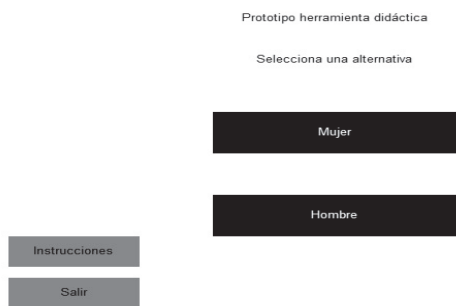 Prototipo herramienta didáctica
Selecciona una alternativa
Mujer
Hombre
Instrucciones
Salir